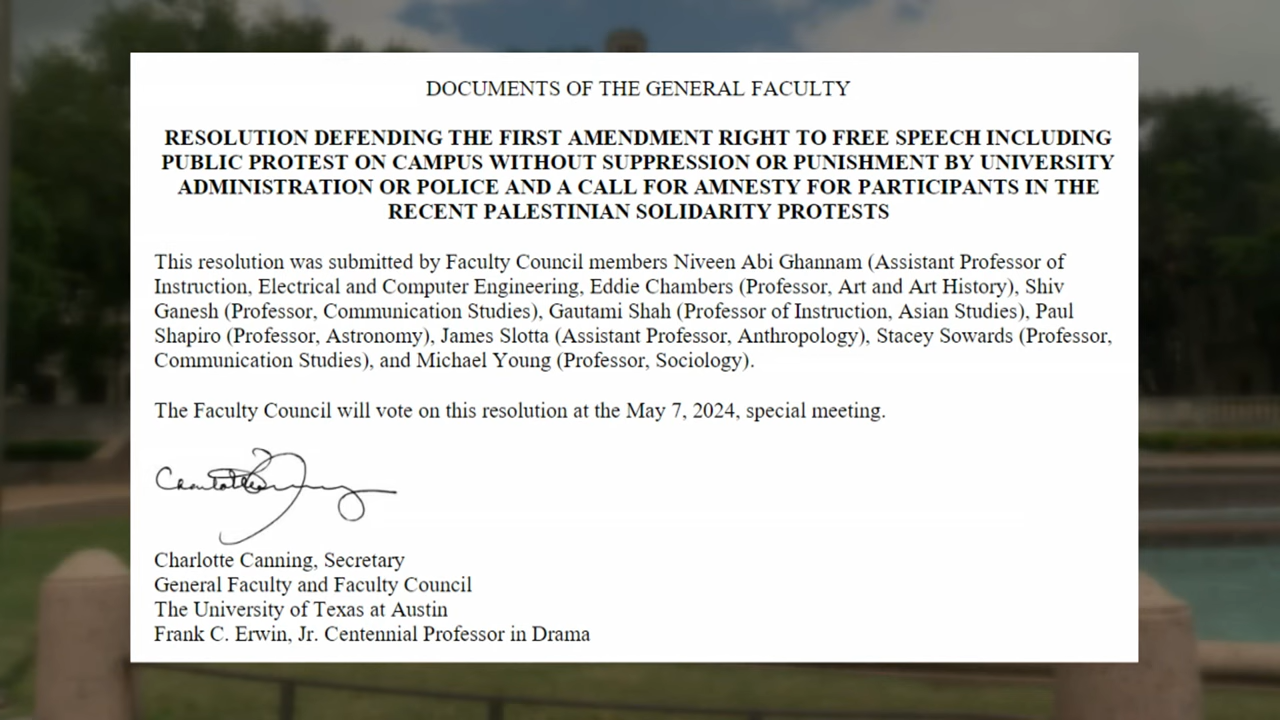 DOCUMENTS OF THE GENERAL FACULTY
RESOLUTION DEFENDING THE FIRST AMENDMENT RIGHT TO FREE SPEECH INCLUDING
PUBLIC PROTEST ON CAMPUS WITHOUT SUPPRESSION OR PUNISHMENT BY UNIVERSITY
ADMINISTRATION OR POLICE AND A CALL FOR AMNESTY FOR PARTICIPANTS IN THE
RECENT PALESTINIAN SOLIDARITY PROTESTS
This resolution was submitted by Faculty Council members Niveen Abi Ghannam (Assistant Professor of
Instruction, Electrical and Computer Engineering, Eddie Chambers (Professor, Art and Art History), Shiv
Ganesh (Professor, Communication Studies), Gautami Shah (Professor of Instruction, Asian Studies), Paul
Shapiro (Professor, Astronomy), James Slotta (Assistant Professor, Anthropology), Stacey Sowards (Professor,
Communication Studies), and Michael Young (Professor, Sociology).
The Faculty Council will vote on this resolution at the May 7, 2024, special meeting.
Charlotte Canning, Secretary
General Faculty and Faculty Council
The University of Texas at Austin
Frank C. Erwin, Jr. Centennial Professor in Drama